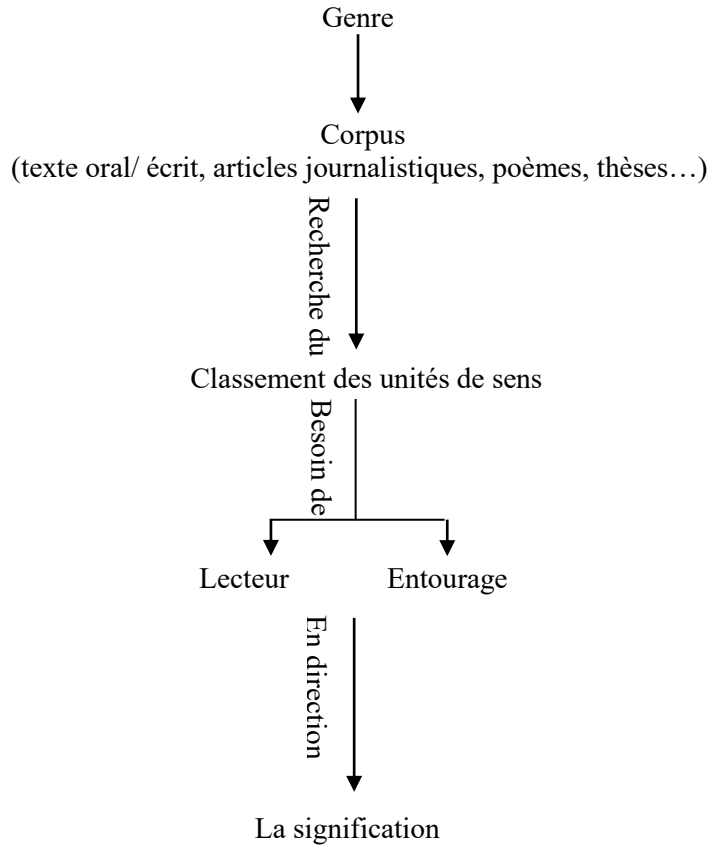 Genre
Corpus
(texte oral/ écrit, articles journalistiques, poèmes, thèses…)
Recherche du
Classement des unités de sens
Besoin de
Lecteur
Entourage
En direction
La signification